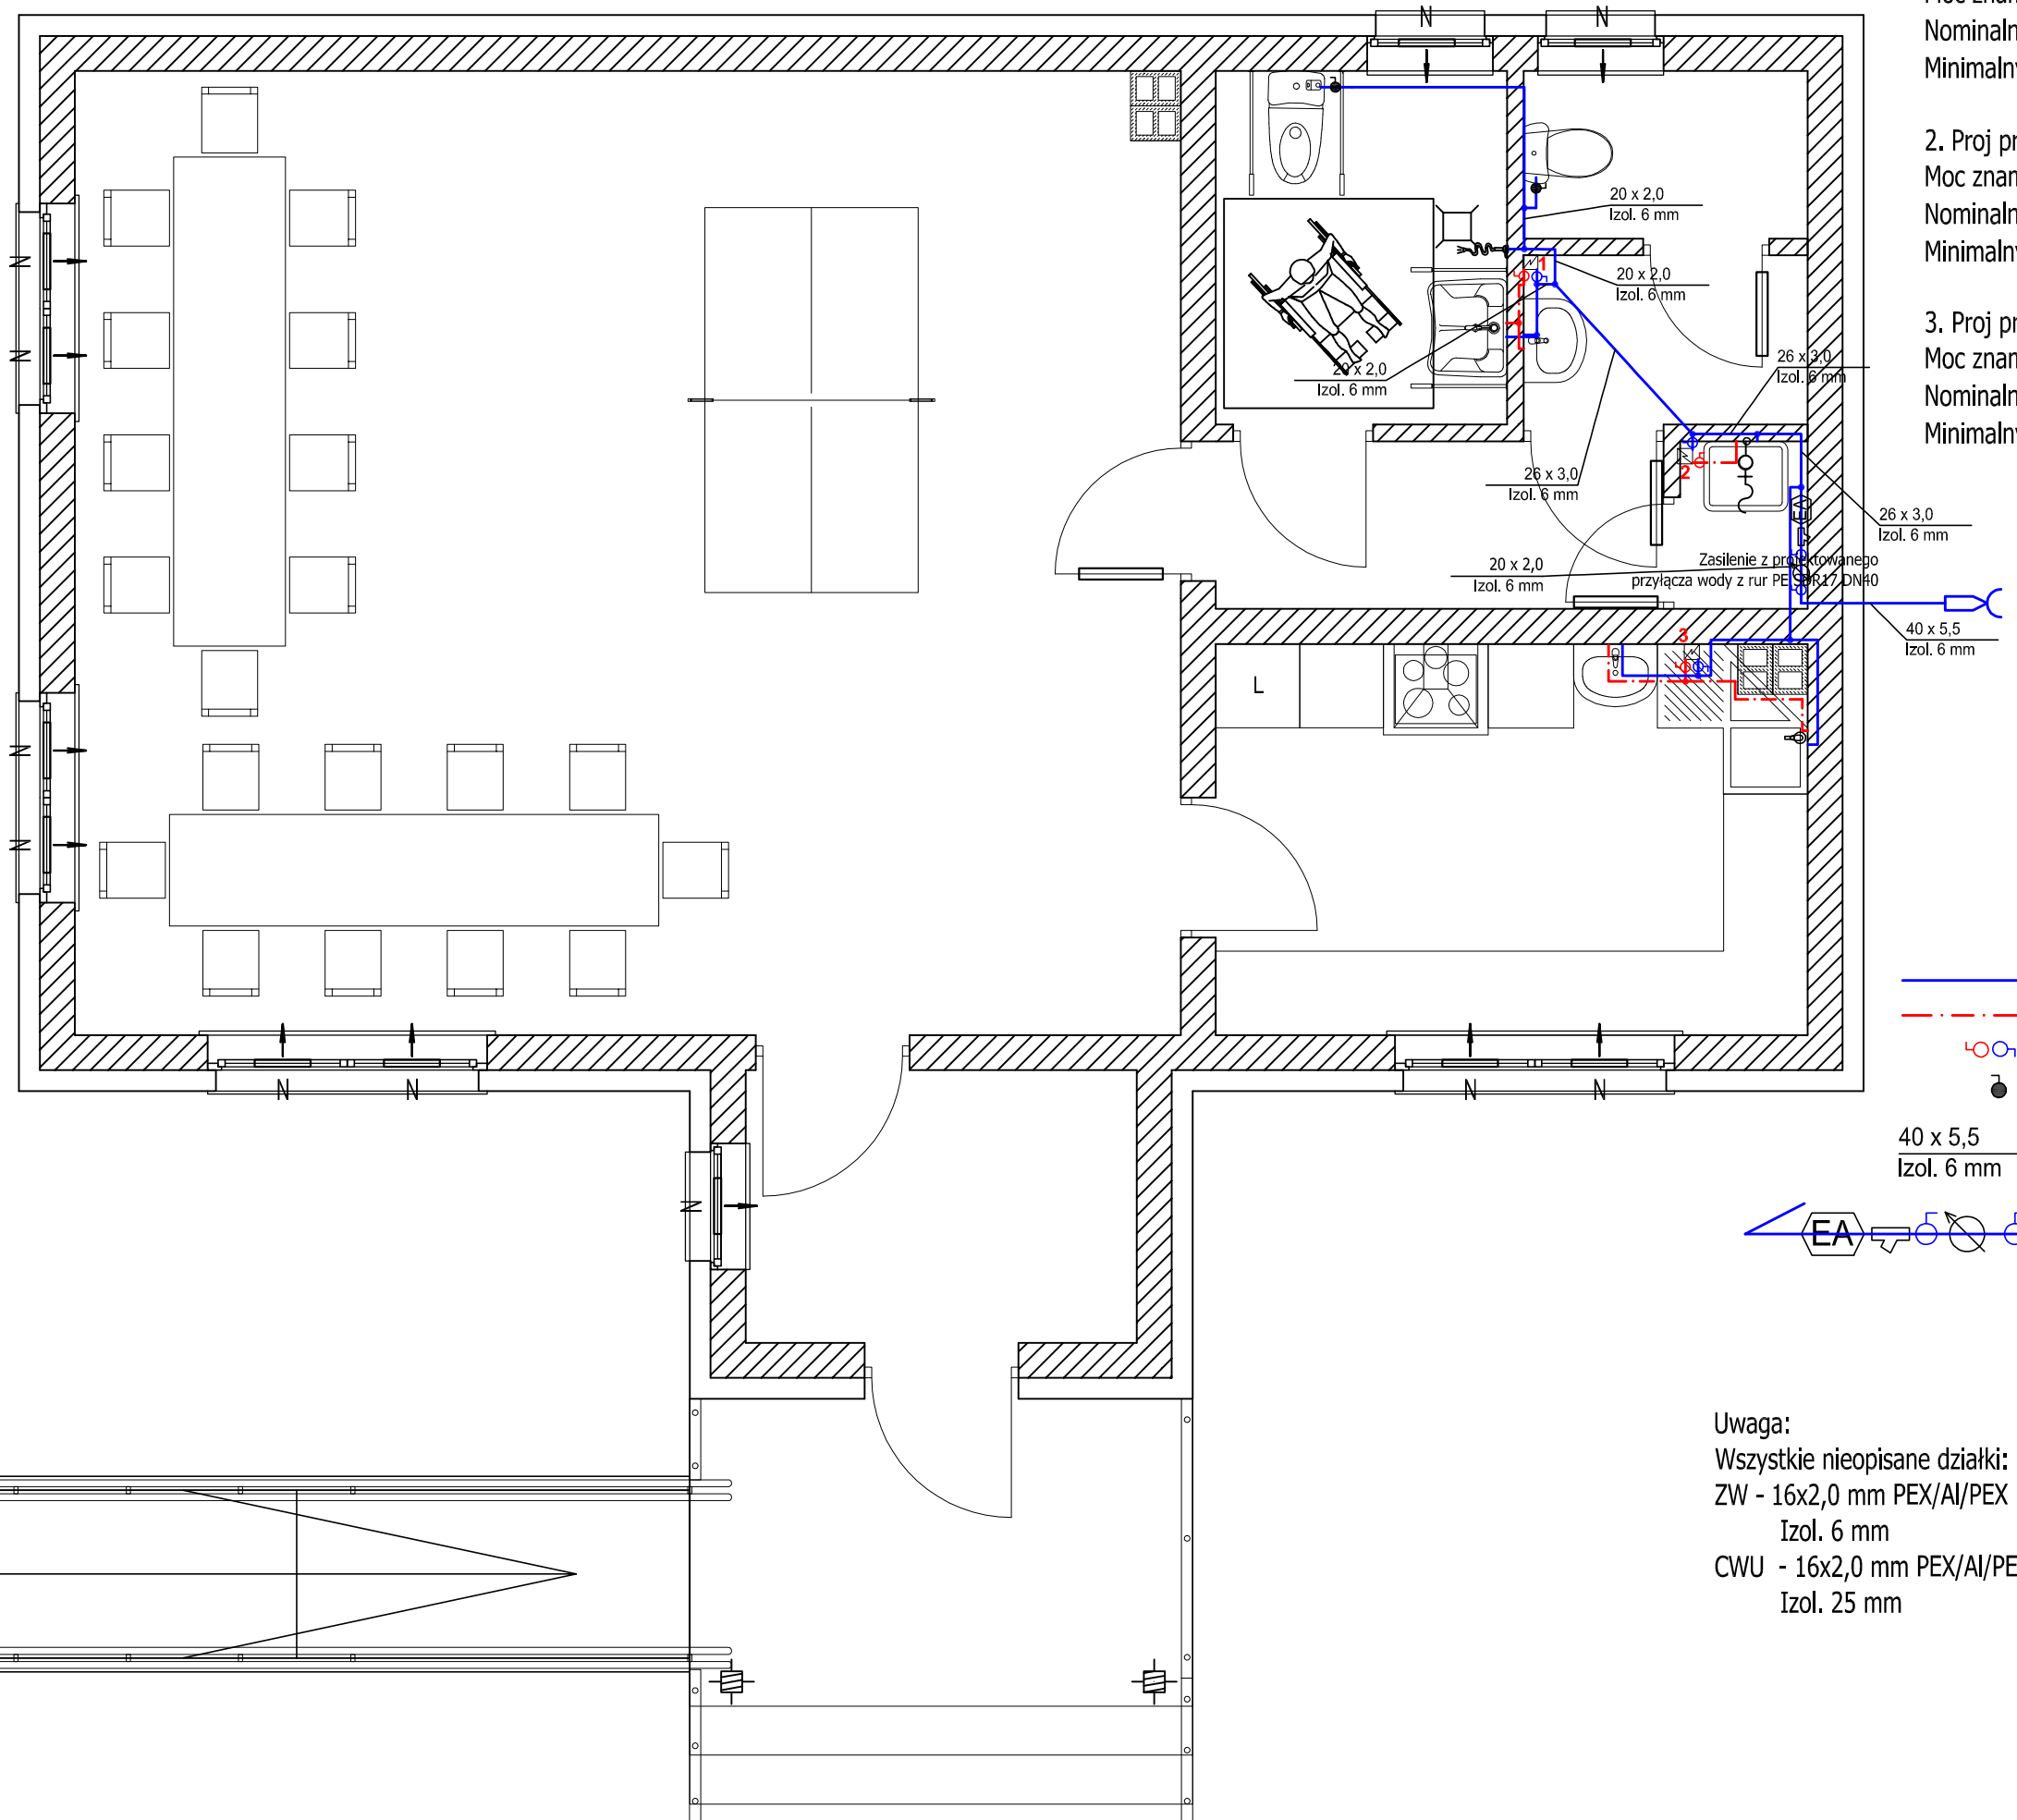 N
N
Nominaln
Minimalny
2. Proj pr
Moc znam
Nominaln
Minimalny
3. Proj pr
Moc znam
Nominaln
Minimalny
20 x 2,0
Izol. 6 mm
1
20 x 2,0
Izol. 6 mm
20 x 2,0
Izol. 6 mm
26 x 3,0
Izol. 6 mm
26 x 3,0
Izol. 6 mm
2
EA
26 x 3,0
Izol. 6 mm
Zasilenie z projektowanego
przyłącza wody z rur PE SDR17 DN40
20 x 2,0
Izol. 6 mm
40 x 5,5
Izol. 6 mm
3
L
N
N
N
N
N
N
N
N
N
40 x 5,5
Izol. 6 mm
EA
Uwaga:
Wszystkie nieopisane działki:
ZW - 16x2,0 mm PEX/Al/PEX
Izol. 6 mm
CWU - 16x2,0 mm PEX/Al/PE
Izol. 25 mm